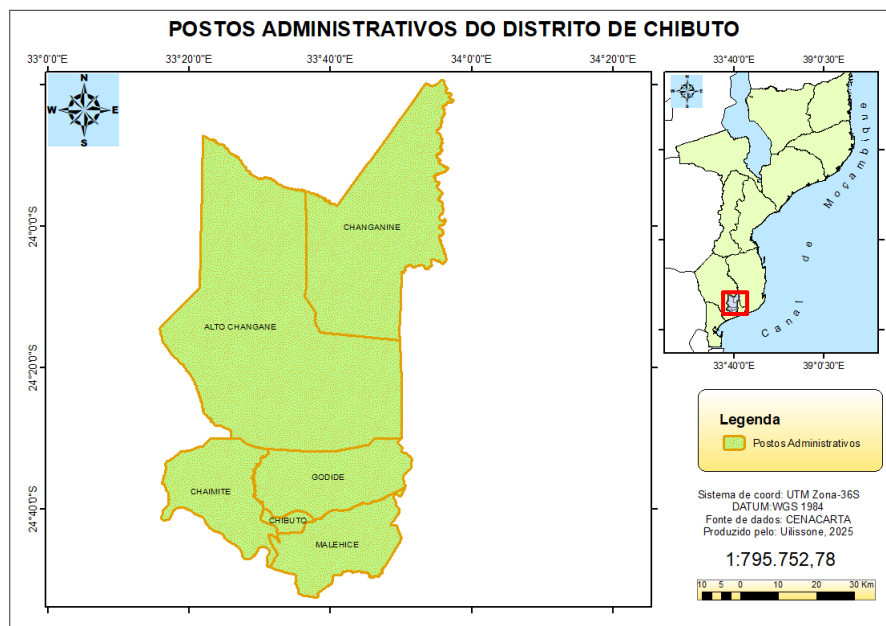 POSTOS ADMINISTRATIVOS DO DISTRITO DE CHIBUTO
33°0'0"E 33°20'0"E 33°40'0"E 34°0'0"E 34°20'0"E
N
W E
S
24°0'0"S
24°20'0"S
24°40'0"S
CHANGANINE
ALTO CHANGANE
GODIDE
CHAIMITE
CHIBUTO
MALEHICE
33°40'0"E 39°0'30"E
N
W E
S
Canal de Moçambique
33°40'0"E 39°0'30"E
Legenda
Postos Administrativos
Sistema de coord: UTM Zona-36S
DATUM:WGS 1984
Fonte de dados: CENACARTA
Produzido pelo: Uilissone, 2025
1:795.752,78
10 5 0 10 20 30 Km